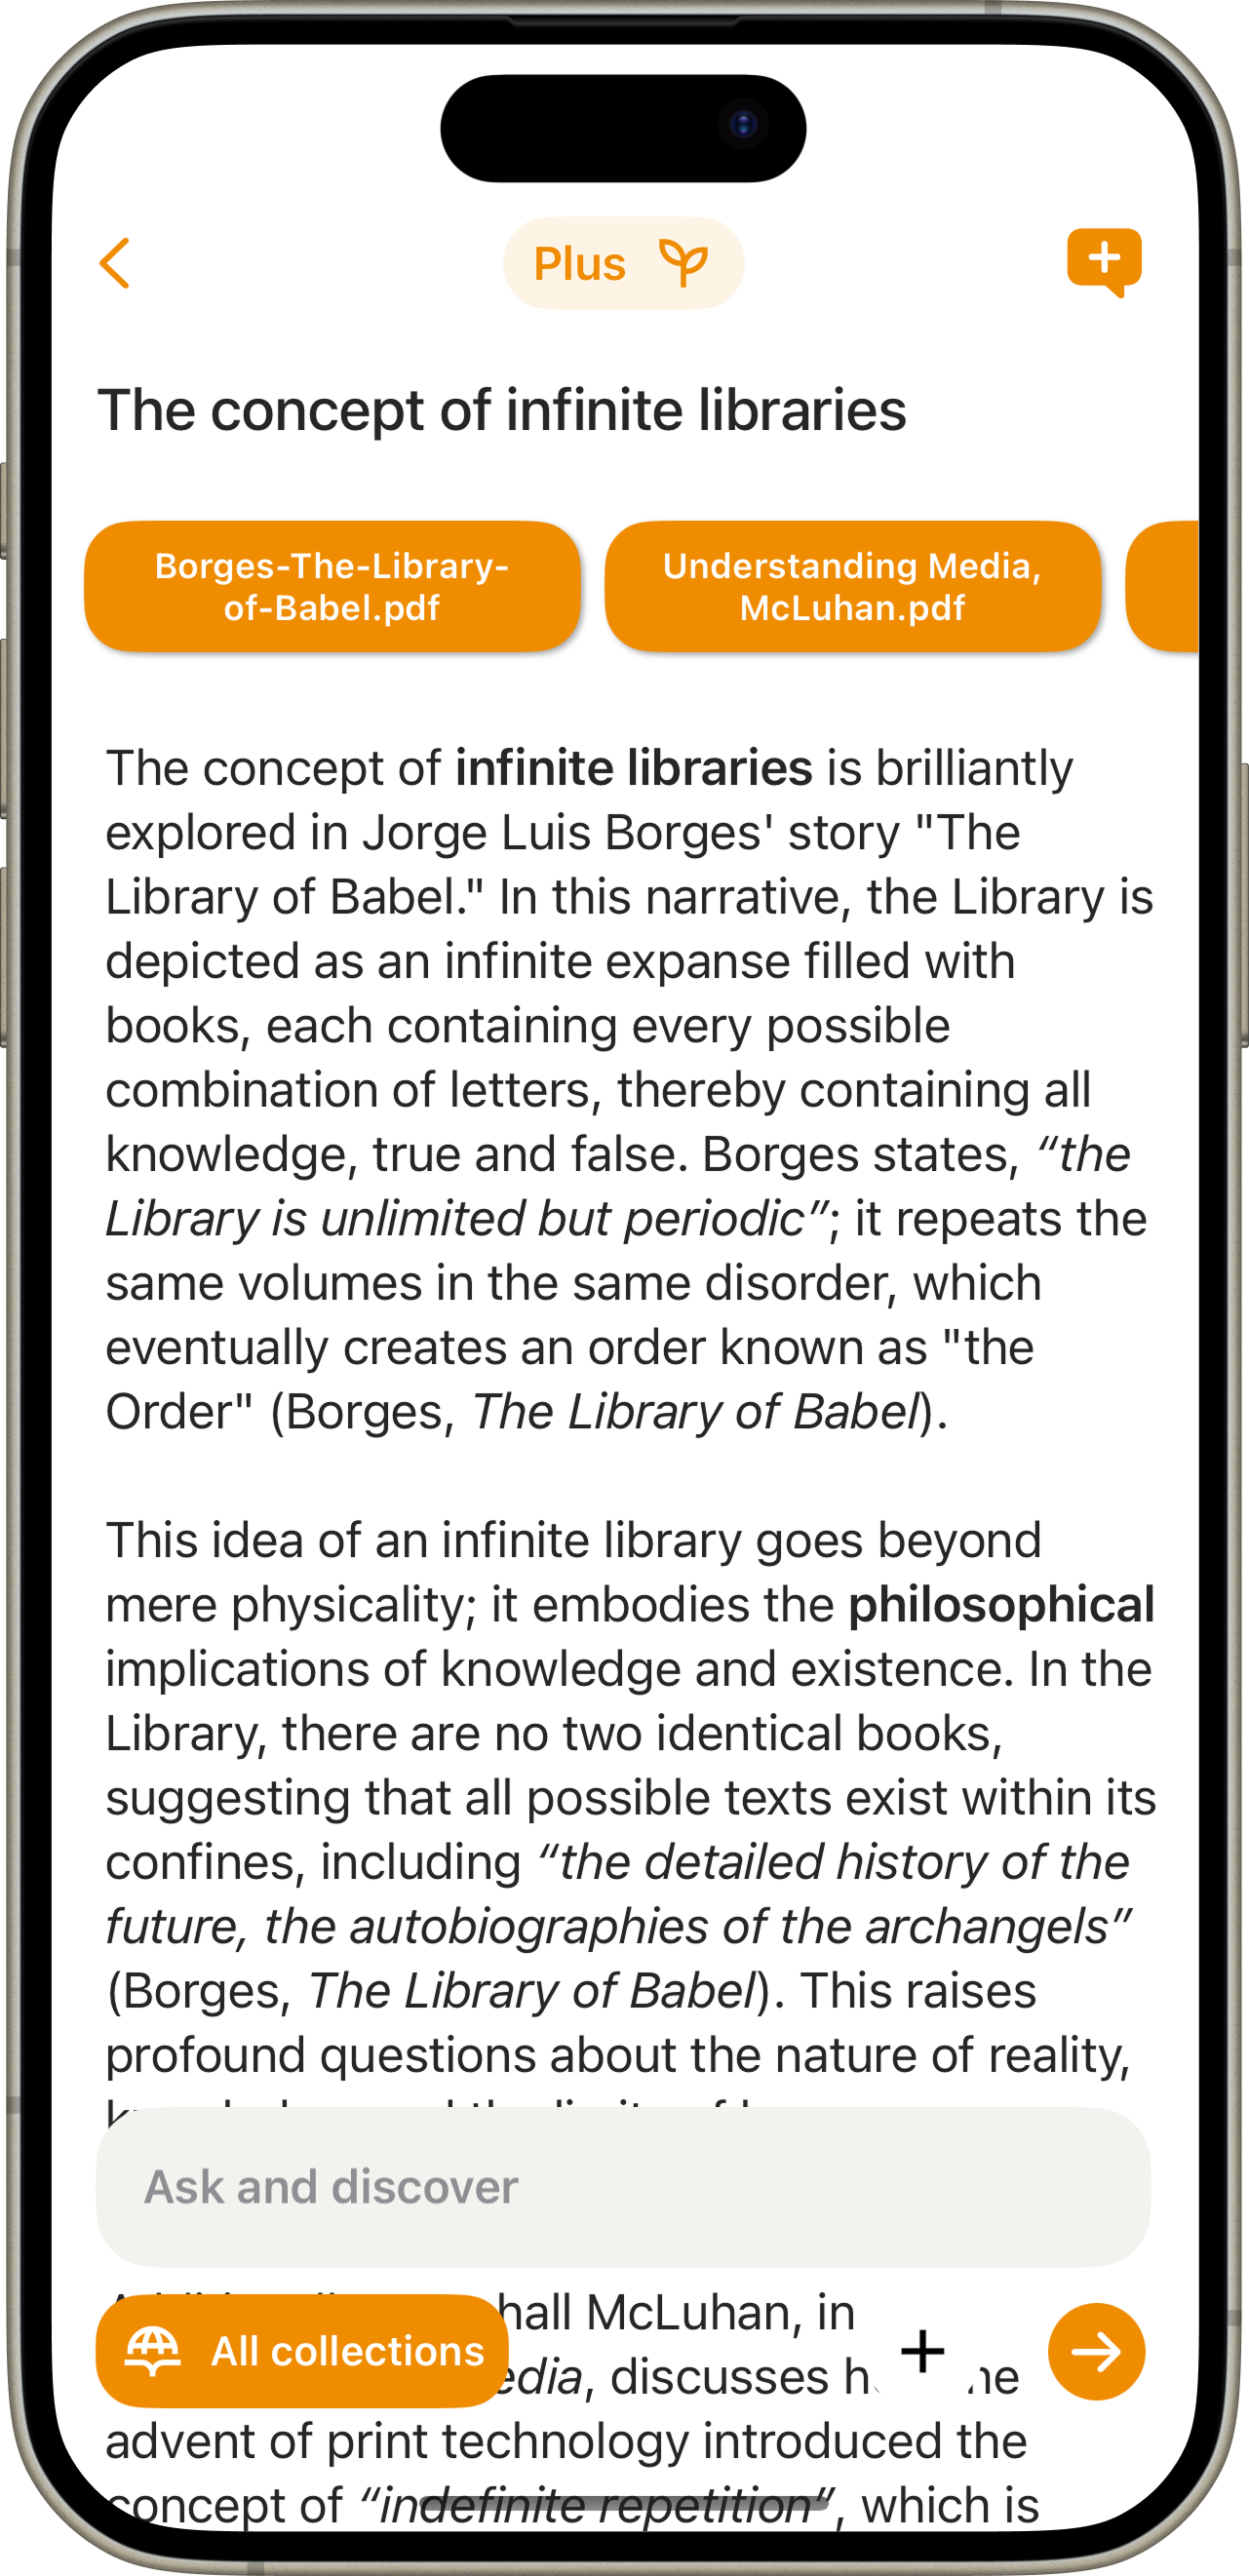 Plus
The concept of infinite libraries
Borges-The-Library-
of-Babel.pdf
Understanding Media,
McLuhan.pdf
The concept of infinite libraries is brilliantly
explored in Jorge Luis Borges' story "The
Library of Babel." In this narrative, the Library is
depicted as an infinite expanse filled with
books, each containing every possible
combination of letters, thereby containing all
knowledge, true and false. Borges states, “the
Library is unlimited but periodic”; it repeats the
same volumes in the same disorder, which
eventually creates an order known as "the
Order" (Borges, The Library of Babel).
This idea of an infinite library goes beyond
mere physicality; it embodies the philosophical
implications of knowledge and existence. In the
Library, there are no two identical books,
suggesting that all possible texts exist within its
confines, including “the detailed history of the
future, the autobiographies of the archangels”
(Borges, The Library of Babel). This raises
profound questions about the nature of reality,
Ask and discover
McLuhan, in
All collections
discusses
advent of print technology introduced the
concept of “indefinite repetition”, which is